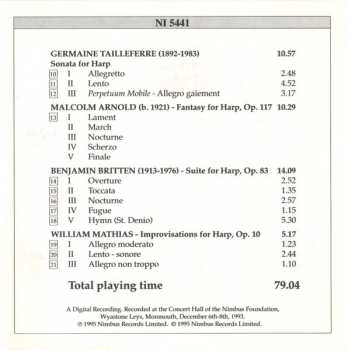 NI 5441
GERMAINE TAILLEFERRE (1892-1983) 10.57
Sonata for Harp
10 I Allegretto 2.48
11 II Lento 4.52
12 III Perpetuum Mobile - Allegro gaiement 3.17
MALCOLM ARNOLD (b. 1921) - Fantasy for Harp, Op. 117 10.29
13 I Lament
II March
III Nocturne
IV Scherzo
V Finale
BENJAMIN BRITTEN (1913-1976) - Suite for Harp, Op. 83 14.09
14 I Overture 2.52
15 II Toccata 1.35
16 III Nocturne 2.57
17 IV Fugue 1.15
18 V Hymn (St. Denio) 5.30
WILLIAM MATHIAS - Improvisations for Harp, Op. 10 5.17
19 I Allegro moderato 1.23
20 II Lento - sonore 2.44
21 III Allegro non troppo 1.10
Total playing time 79.04
A Digital Recording. Recorded at the Concert Hall of the Nimbus Foundation,
Wyastone Leys, Monmouth, December 6th-8th, 1993.
℗ 1995 Nimbus Records Limited. © 1995 Nimbus Records Limited.